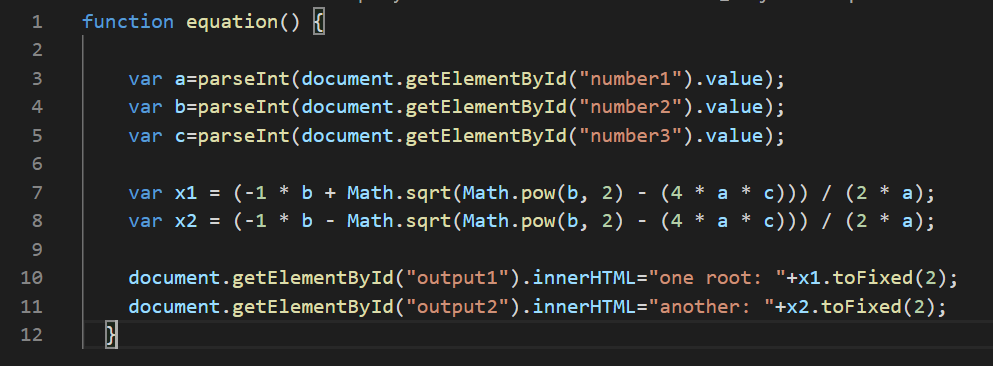 1 function equation() {
2
3 var a=parseInt(document.getElementById("number1").value);
4 var b=parseInt(document.getElementById("number2").value);
5 var c=parseInt(document.getElementById("number3").value);
6
7 var x1 = (-1 * b + Math.sqrt(Math.pow(b, 2) - (4 * a * c))) / (2 * a);
8 var x2 = (-1 * b - Math.sqrt(Math.pow(b, 2) - (4 * a * c))) / (2 * a);
9
10 document.getElementById("output1").innerHTML="one root: "+x1.toFixed(2);
11 document.getElementById("output2").innerHTML="another: "+x2.toFixed(2);
12 }